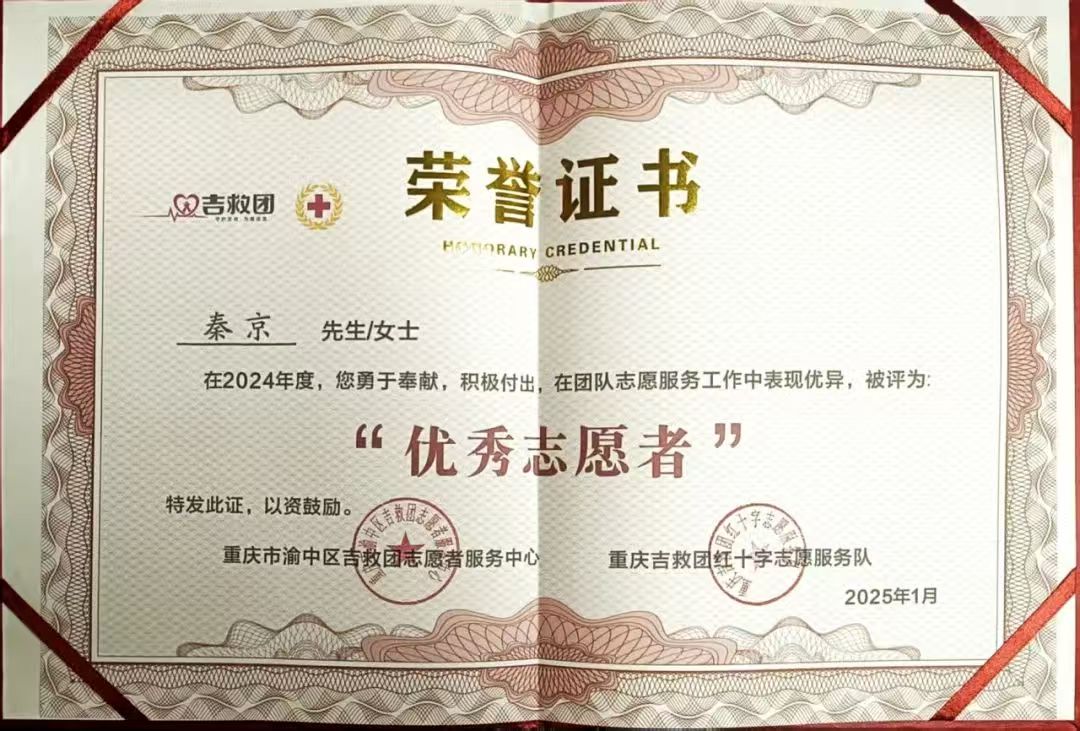 吉救团
荣誉证书
HONORARY CREDENTIAL
秦京 先生/女士
在2024年度，您勇于奉献，积极付出，在团队志愿服务工作中表现优异，被评为:
“优秀志愿者”
特发此证，以资鼓励。
重庆市渝中区吉救团志愿者服务中心 重庆吉救团红十字志愿服务队
2025年1月